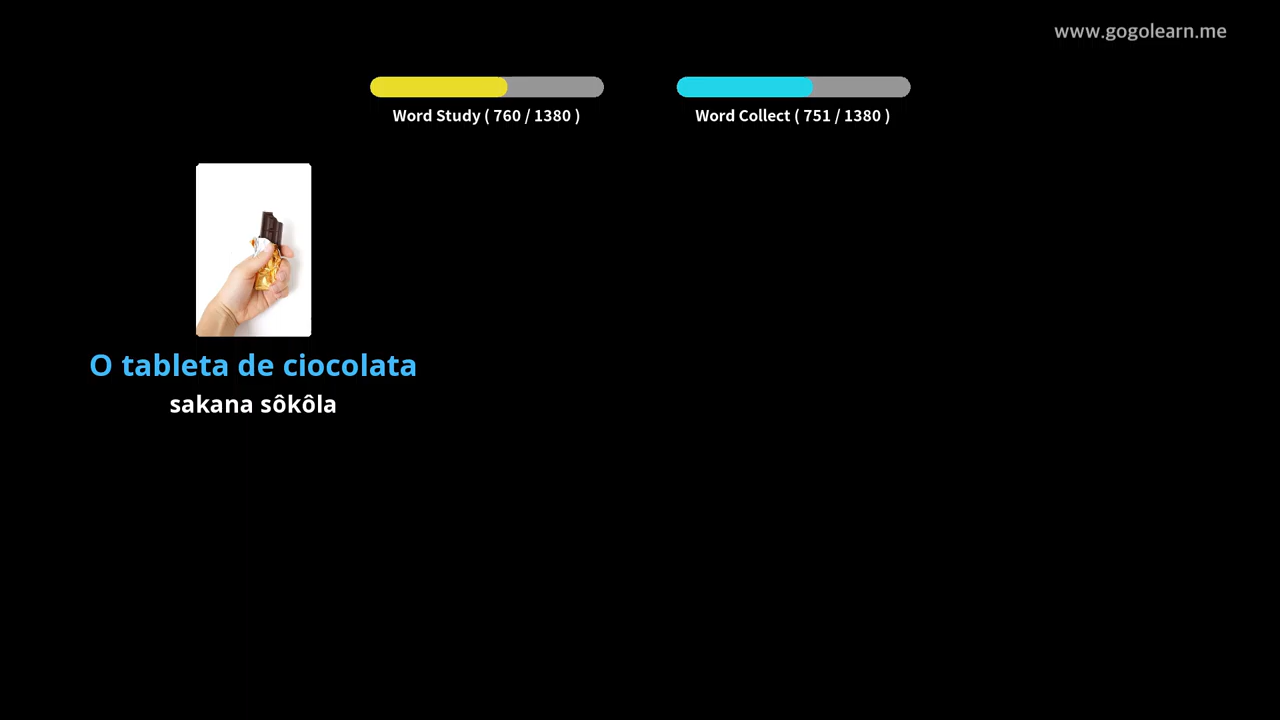 www.gogolearn.me
Word Study ( 760 / 1380 )
Word Collect ( 751 / 1380 )
O tableta de ciocolata
sakana sôkôla